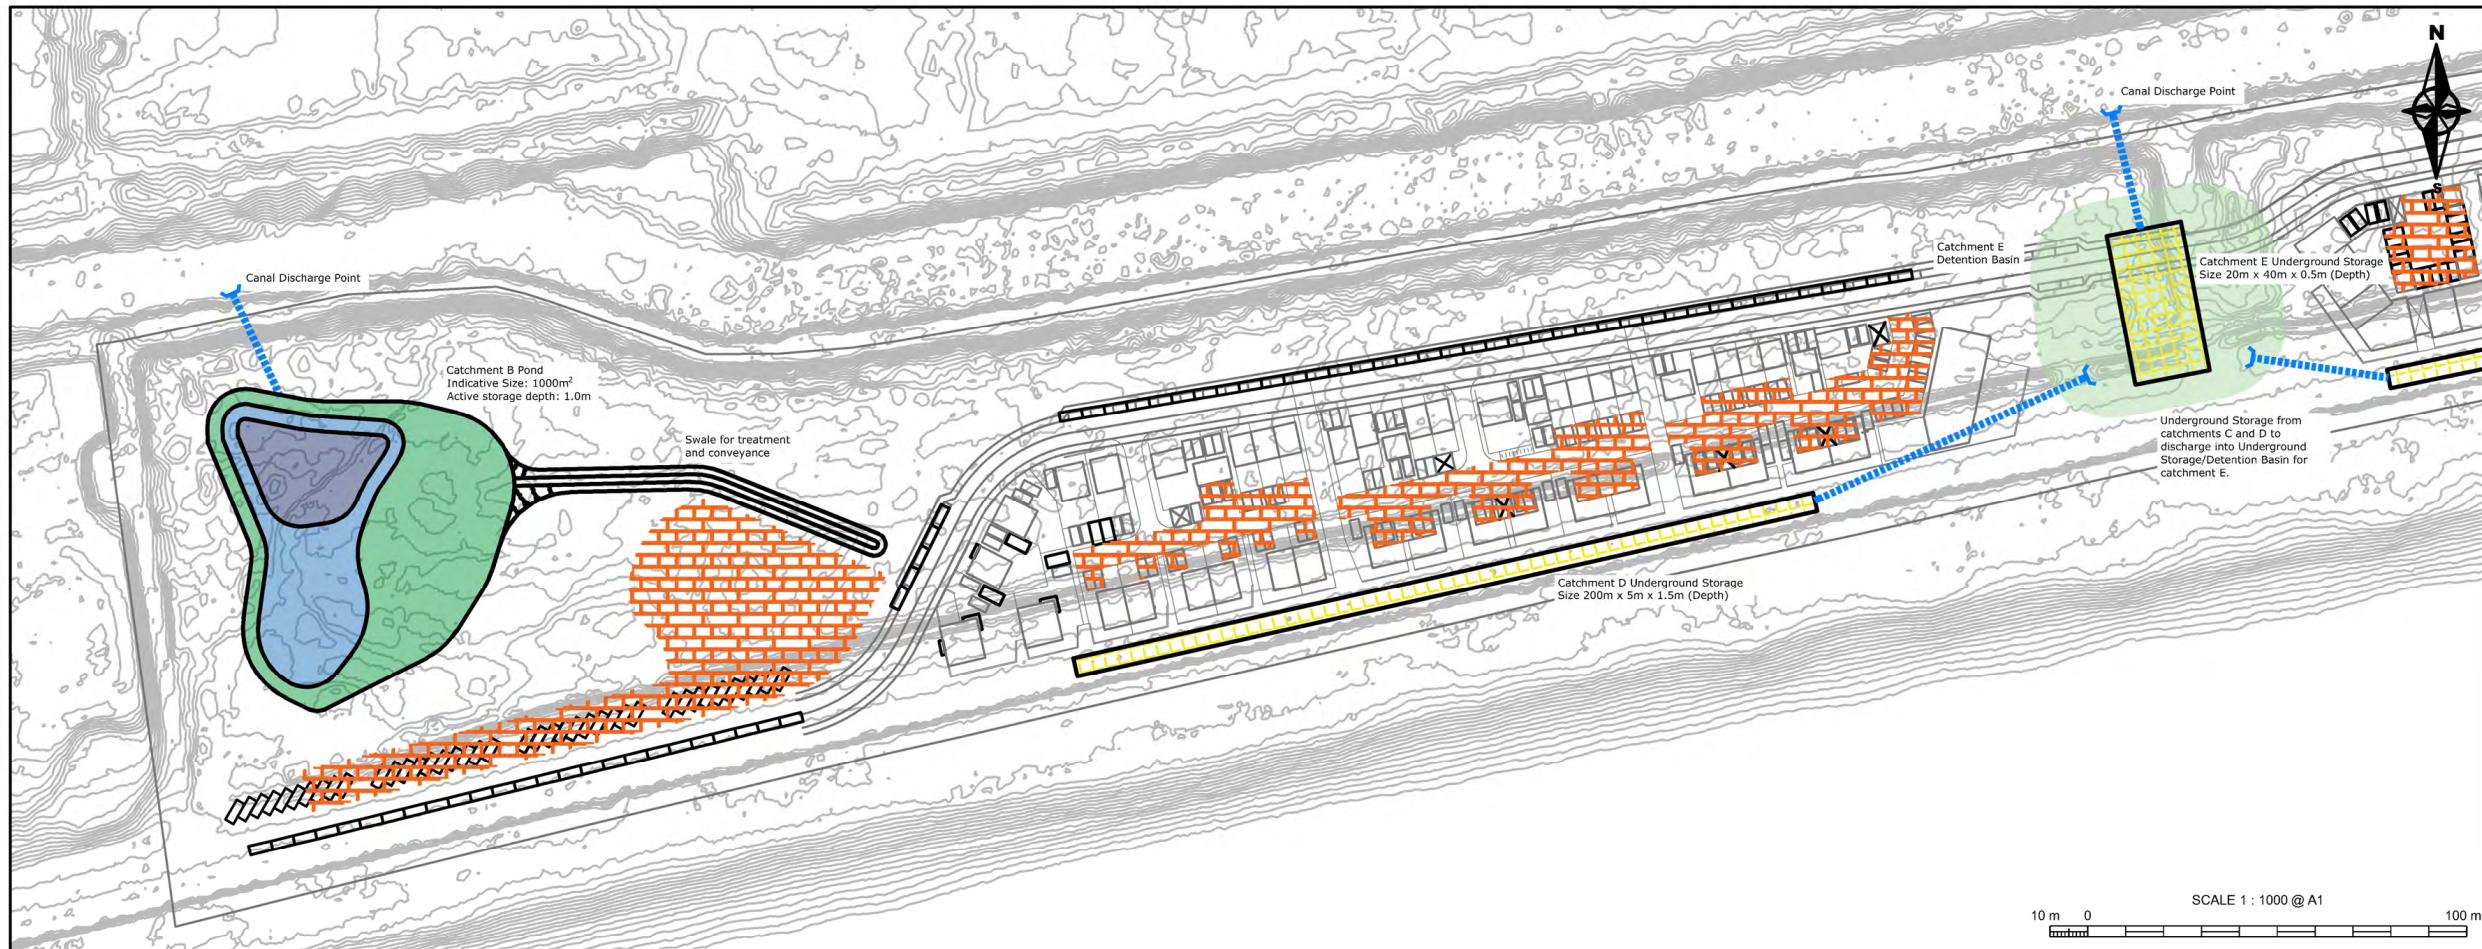 N
S
Canal Discharge Point
Canal Discharge Point
Catchment E
Detention Basin
Catchment E Underground Storage
Size 20m x 40m x 0.5m (Depth)
Catchment B Pond
Indicative Size: 1000m²
Active storage depth: 1.0m
Swale for treatment
and conveyance
Underground Storage from
catchments C and D to
discharge into Underground
Storage/Detention Basin for
catchment E.
Catchment D Underground Storage
Size 200m x 5m x 1.5m (Depth)
SCALE 1 : 1000 @ A1
10 m 0 100 m